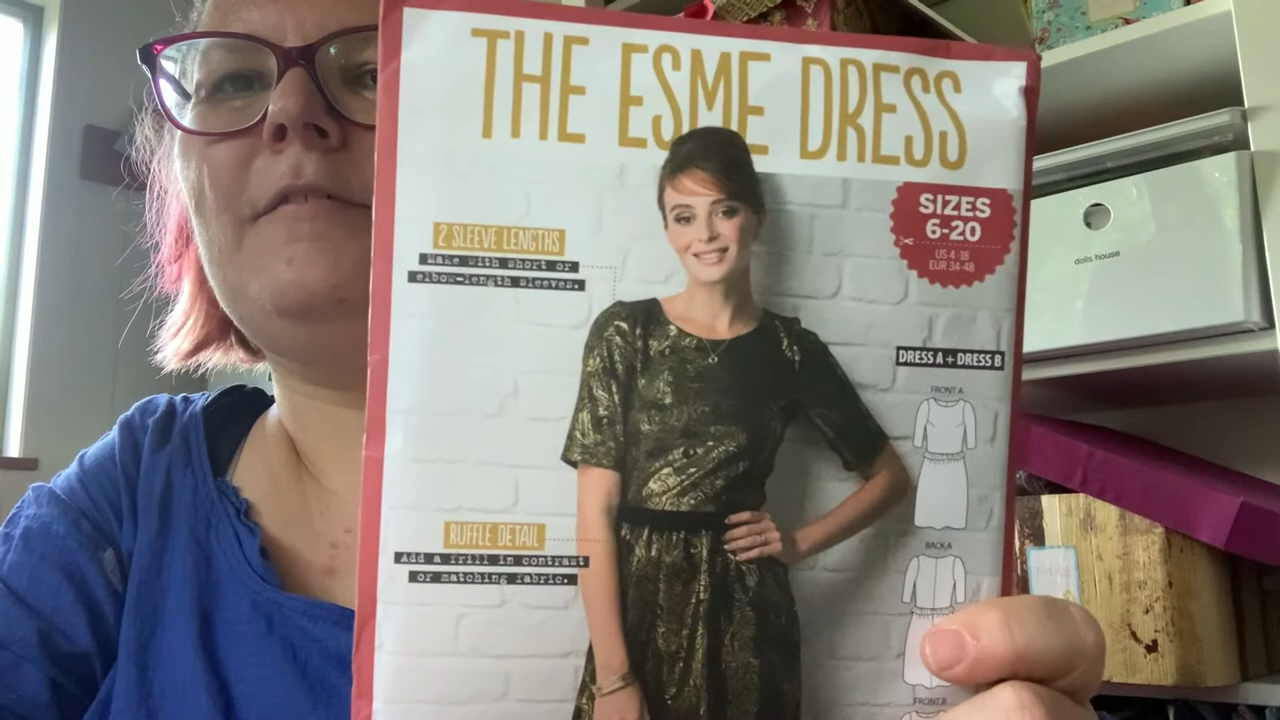 THE ESME DRESS
SIZES
6-20
US 4-18
EUR 34-48
2 SLEEVE LENGTHS
Make with short or
elbow-length sleeves.
dolls house
DRESS A + DRESS B
FRONT A
RUFFLE DETAIL
Add a frill in contrast
or matching fabric.
BACK A
FRONT B